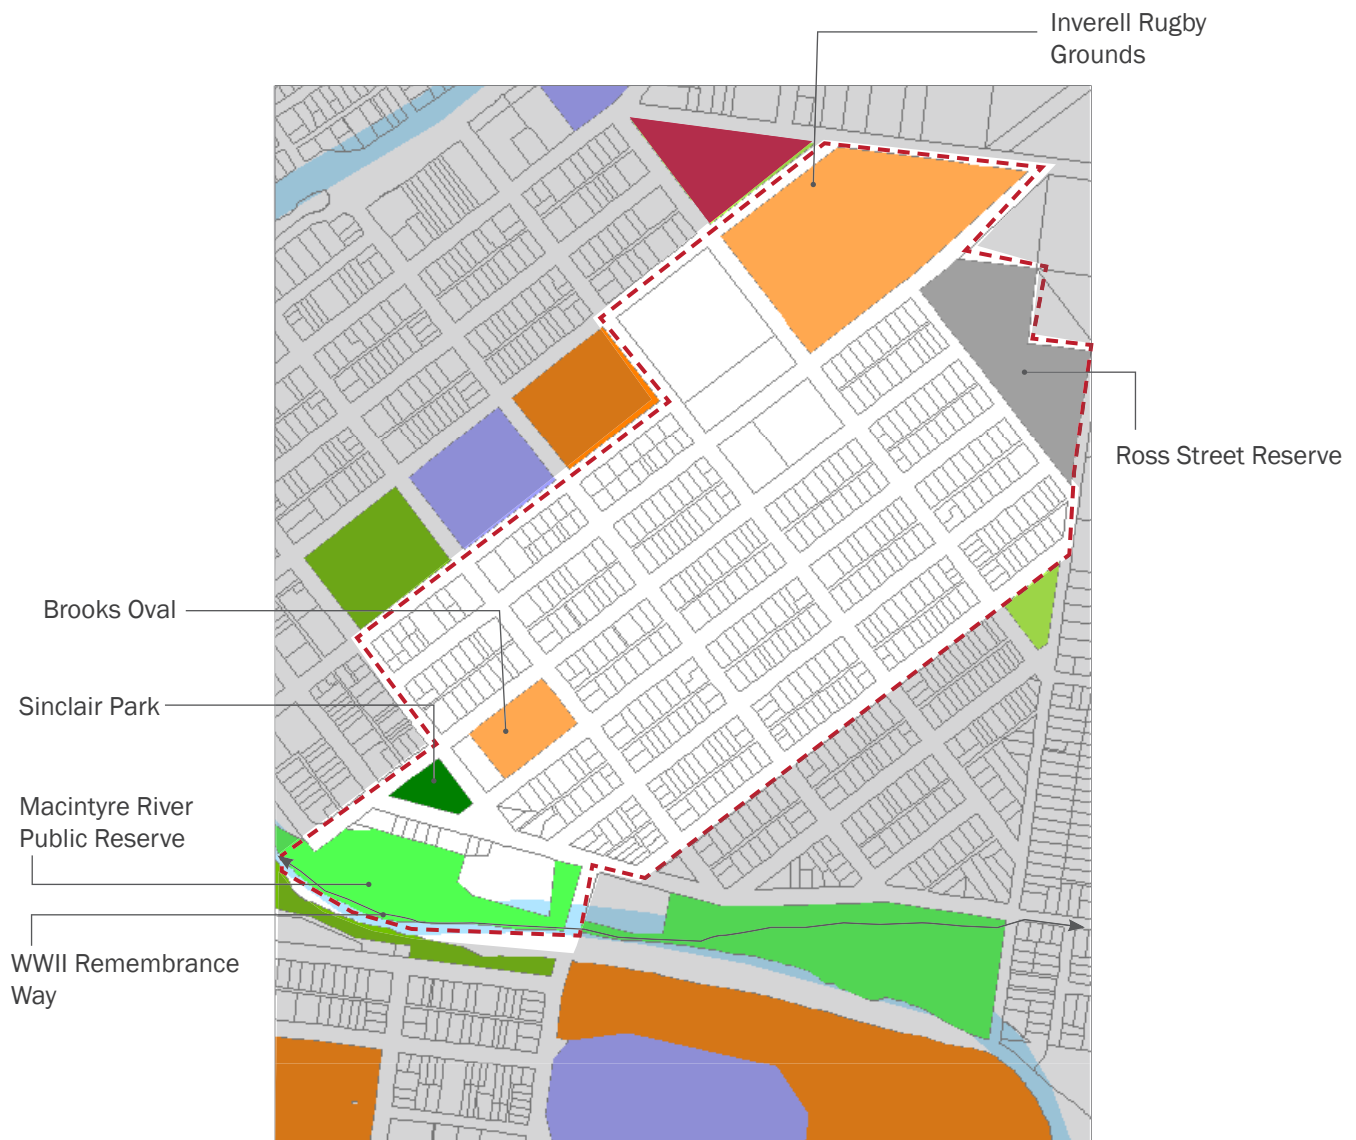 Inverell Rugby
Grounds
Ross Street Reserve
Brooks Oval
Sinclair Park
Macintyre River
Public Reserve
WWII Remembrance
Way